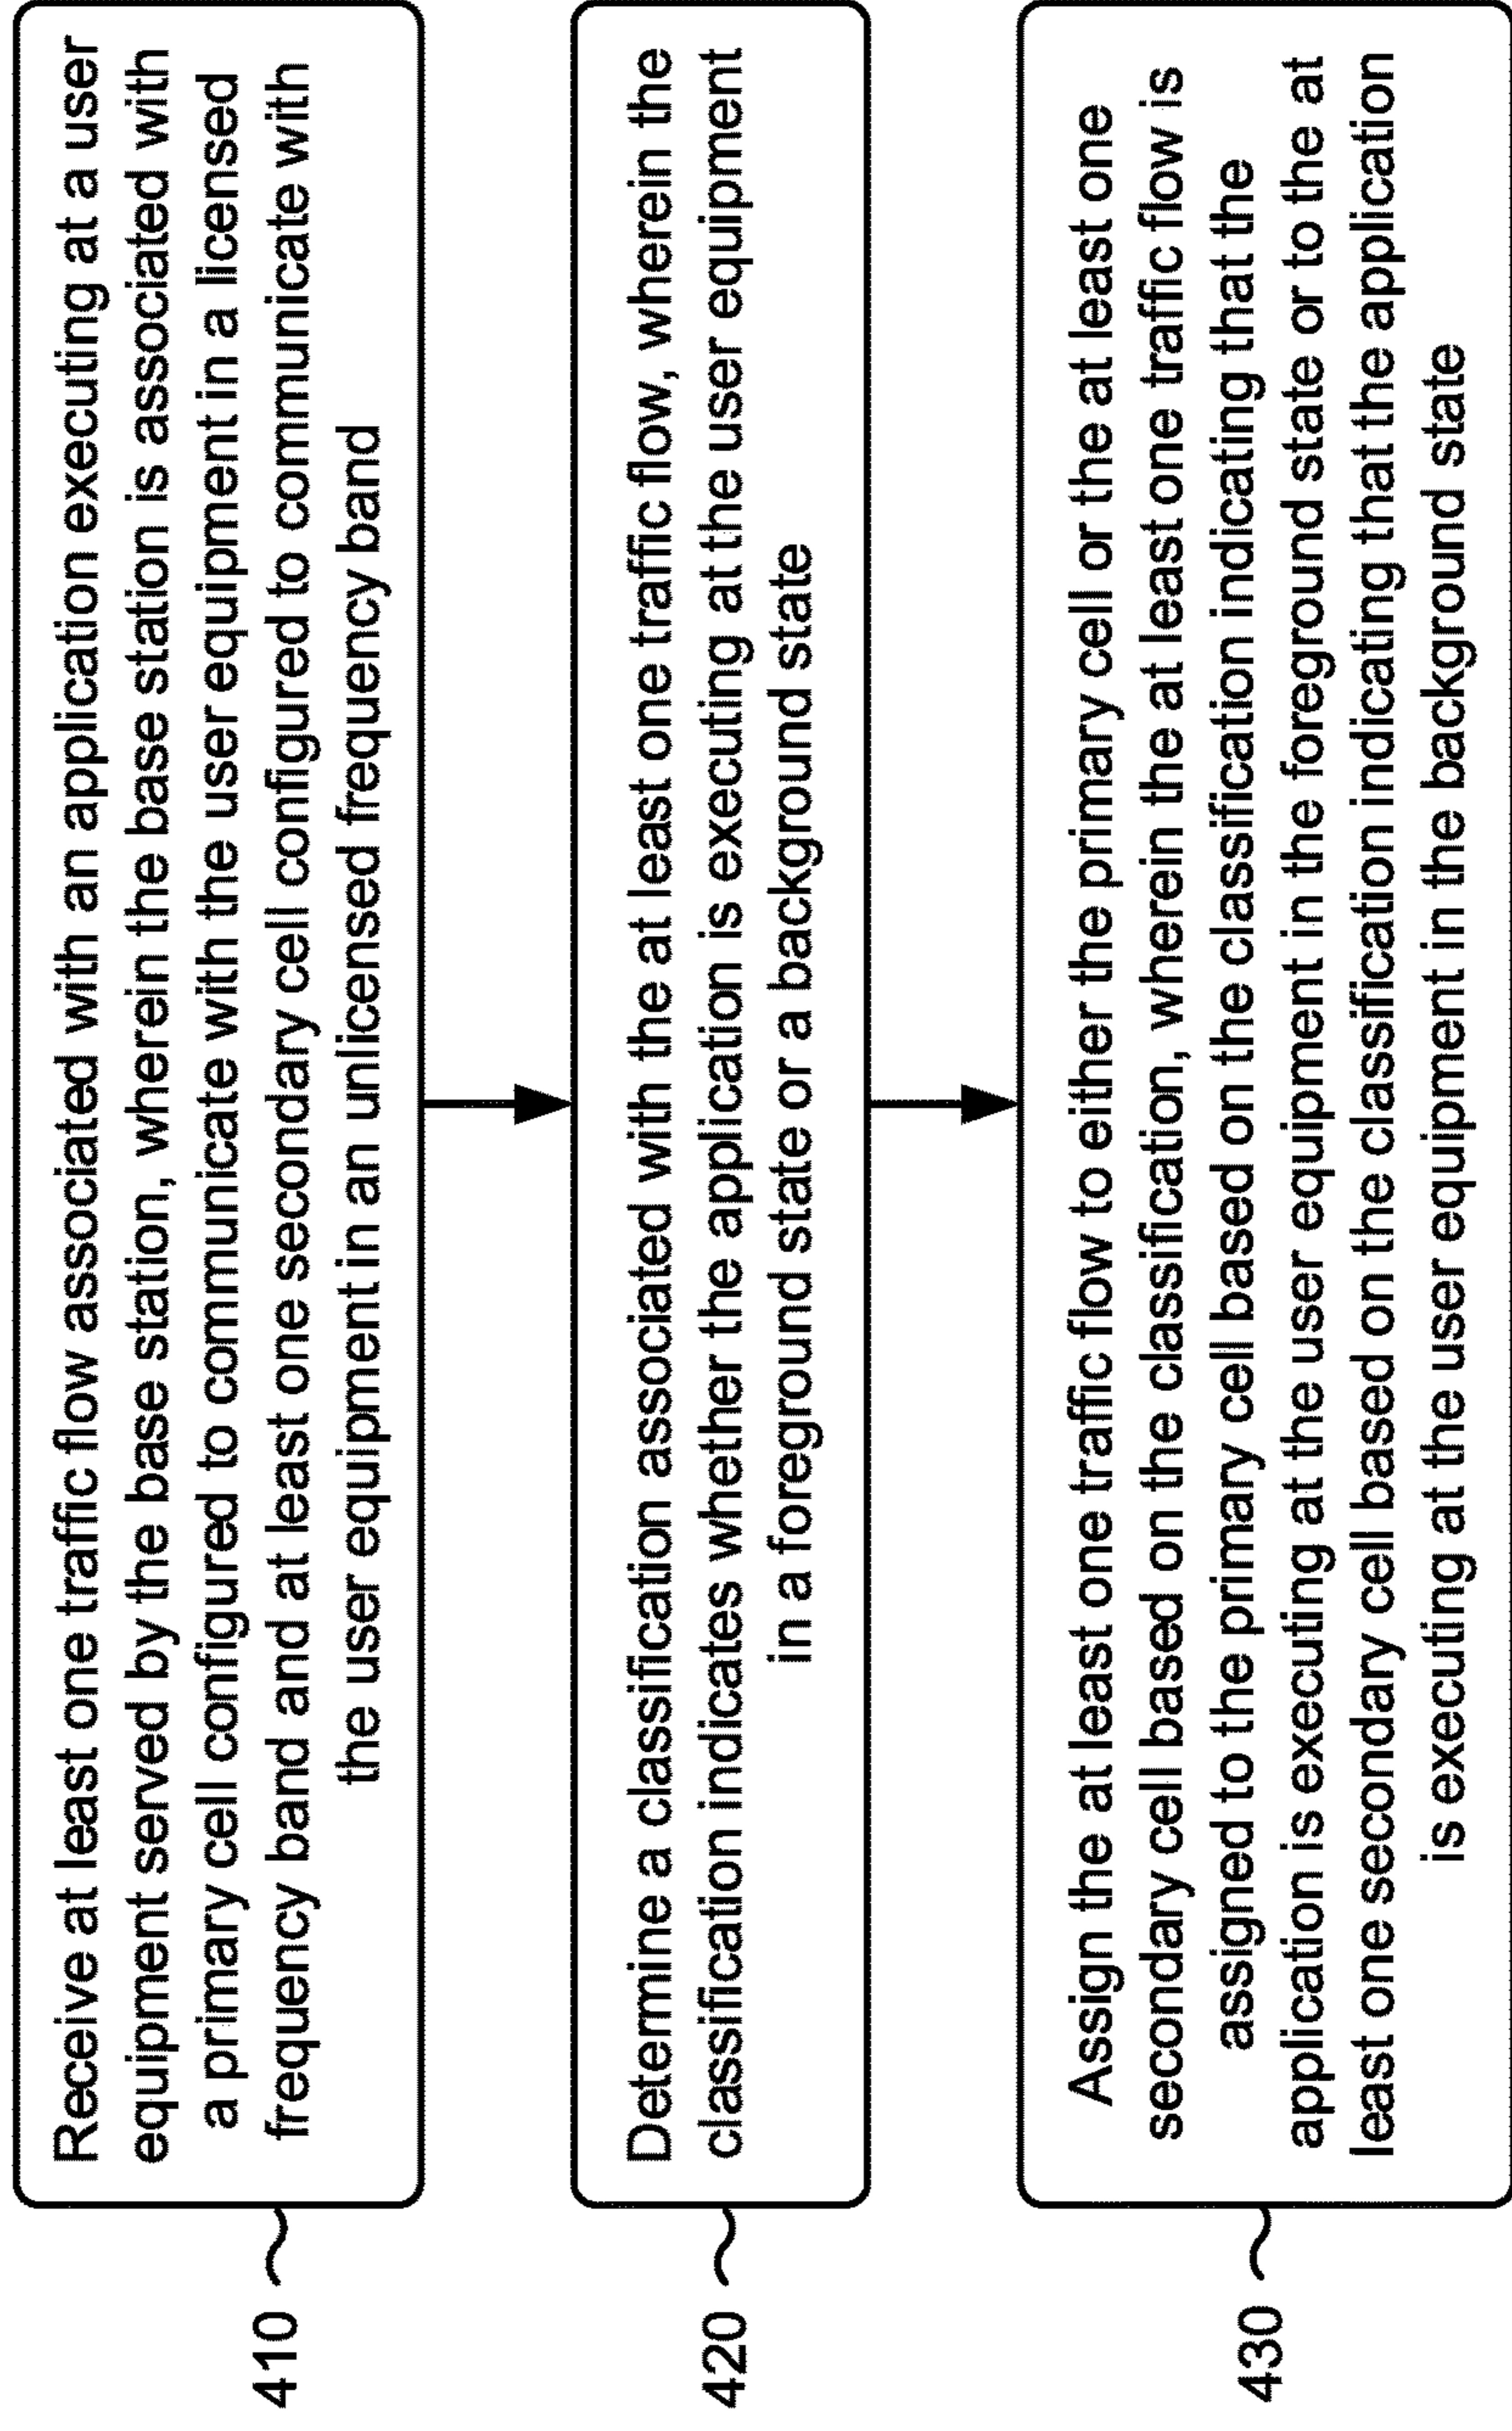 410
Receive at least one traffic flow associated with an application executing at a user
equipment served by the base station, wherein the base station is associated with
a primary cell configured to communicate with the user equipment in a licensed
frequency band and at least one secondary cell configured to communicate with
the user equipment in an unlicensed frequency band
420
Determine a classification associated with the at least one traffic flow, wherein the
classification indicates whether the application is executing at the user equipment
in a foreground state or a background state
430
Assign the at least one traffic flow to either the primary cell or the at least one
secondary cell based on the classification, wherein the at least one traffic flow is
assigned to the primary cell based on the classification indicating that the
application is executing at the user equipment in the foreground state or to the at
least one secondary cell based on the classification indicating that the application
is executing at the user equipment in the background state